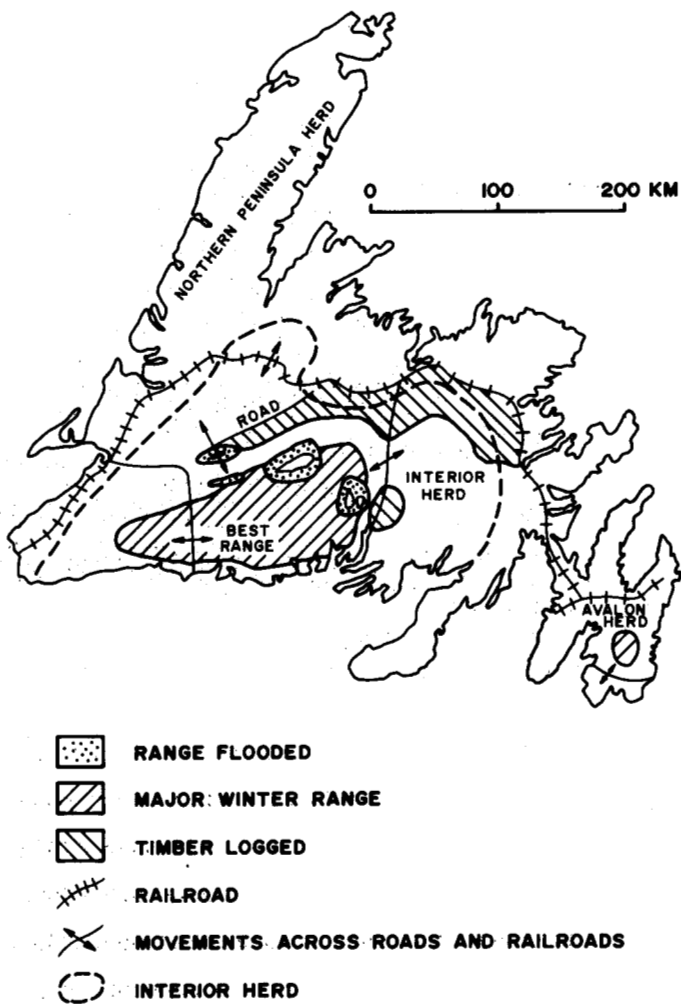 NORTHERN PENINSULA HERD
0 100 200 KM
ROAD
INTERIOR
HERD
BEST
RANGE
AVALON
HERD
RANGE FLOODED
MAJOR WINTER RANGE
TIMBER LOGGED
RAILROAD
MOVEMENTS ACROSS ROADS AND RAILROADS
INTERIOR HERD